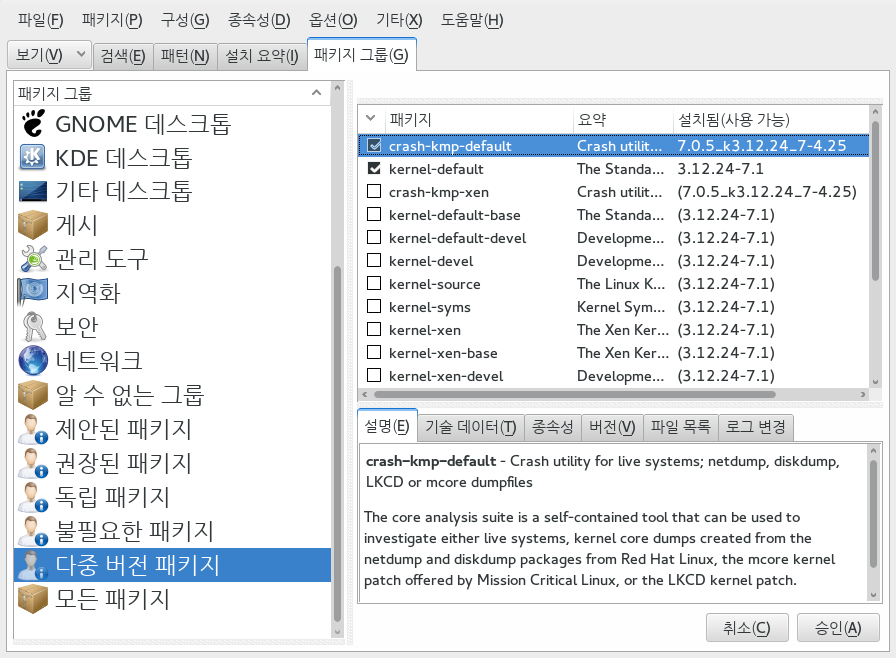 파일(F) 패키지(P) 구성(G) 종속성(D) 옵션(O) 기타(X) 도움말(H)
보기(V) 검색(E) 패턴(N) 설치 요약(I) 패키지 그룹(G)
패키지 그룹
GNOME 데스크톱
KDE 데스크톱
기타 데스크톱
게시
관리 도구
지역화
보안
네트워크
알 수 없는 그룹
제안된 패키지
권장된 패키지
독립 패키지
불필요한 패키지
다중 버전 패키지
모든 패키지
패키지 요약 설치됨(사용 가능)
crash-kmp-default Crash utilit... 7.0.5_k3.12.24_7-4.25
kernel-default The Standa... 3.12.24-7.1
crash-kmp-xen Crash utilit... (7.0.5_k3.12.24_7-4.25)
kernel-default-base The Standa... (3.12.24-7.1)
kernel-default-devel Developme... (3.12.24-7.1)
kernel-devel Developme... (3.12.24-7.1)
kernel-source The Linux K... (3.12.24-7.1)
kernel-syms Kernel Sym... (3.12.24-7.1)
kernel-xen The Xen Ker... (3.12.24-7.1)
kernel-xen-base The Xen Ker... (3.12.24-7.1)
kernel-xen-devel Developme... (3.12.24-7.1)
설명(E) 기술 데이터(T) 종속성 버전(V) 파일 목록 로그 변경
crash-kmp-default - Crash utility for live systems; netdump, diskdump,
LKCD or mcore dumpfiles
The core analysis suite is a self-contained tool that can be used to
investigate either live systems, kernel core dumps created from the
netdump and diskdump packages from Red Hat Linux, the mcore kernel
patch offered by Mission Critical Linux, or the LKCD kernel patch.
취소(C) 승인(A)